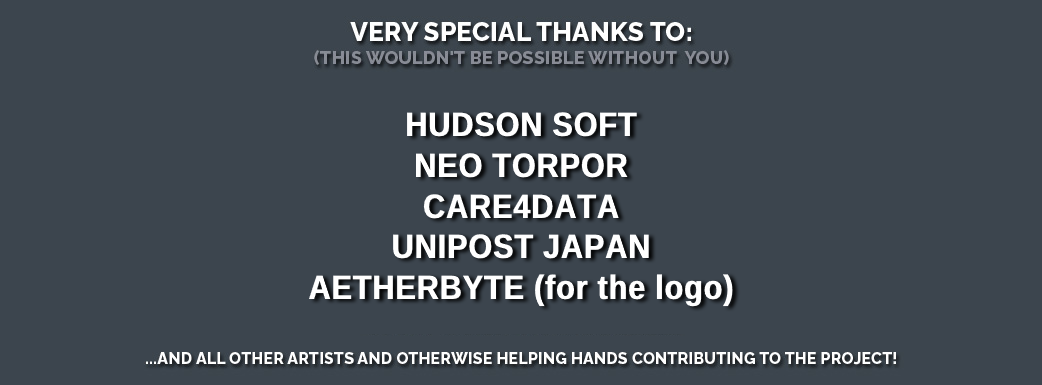 VERY SPECIAL THANKS TO:
(THIS WOULDN'T BE POSSIBLE WITHOUT YOU)
HUDSON SOFT
NEO TORPOR
CARE4DATA
UNIPOST JAPAN
AETHERBYTE (for the logo)
...AND ALL OTHER ARTISTS AND OTHERWISE HELPING HANDS CONTRIBUTING TO THE PROJECT!